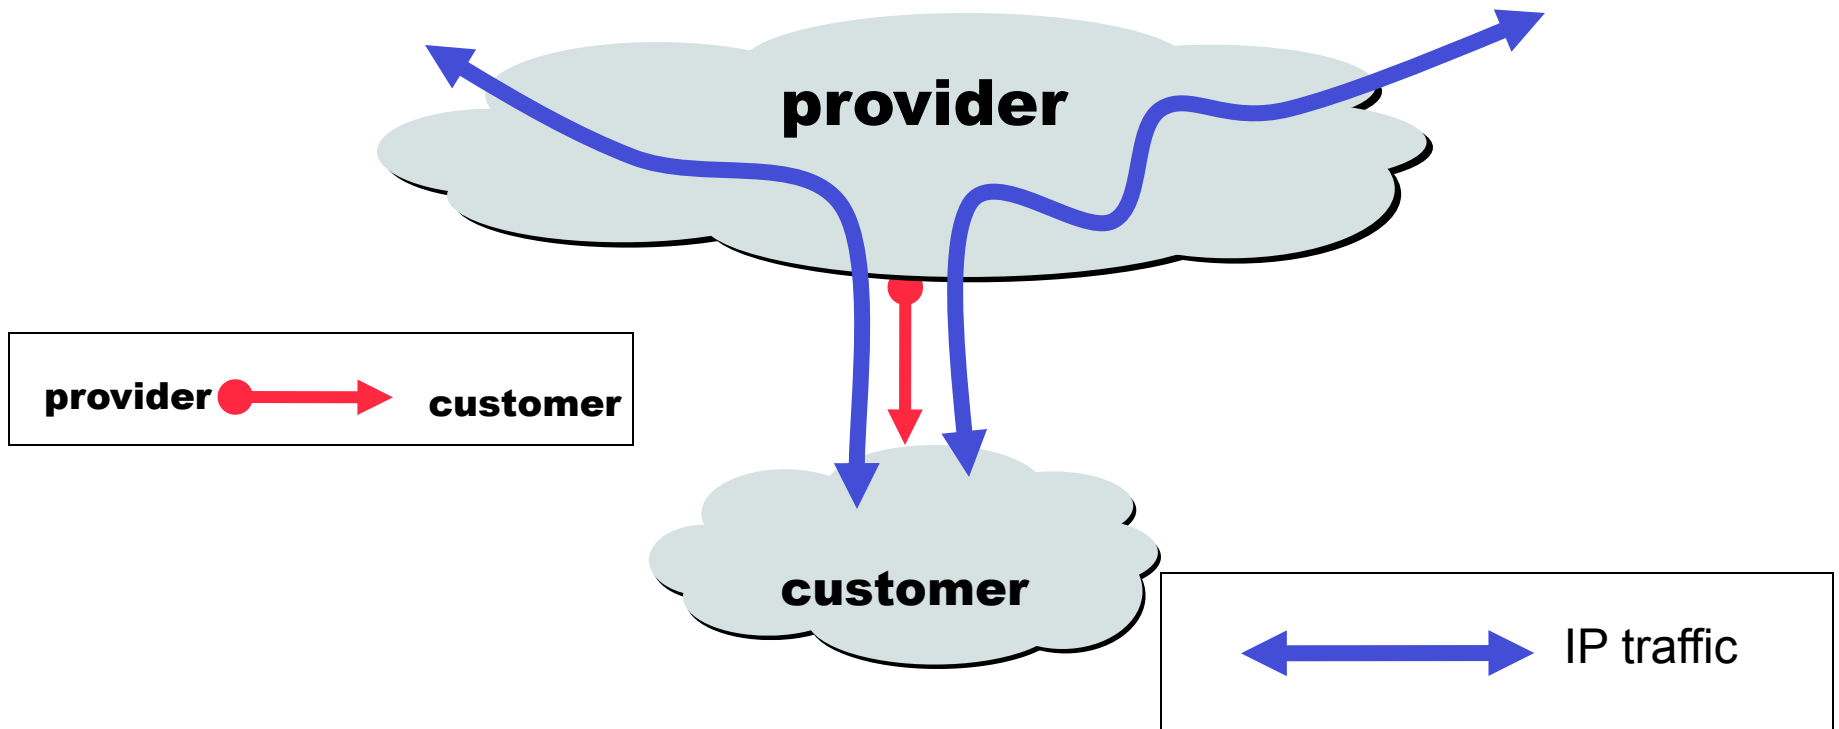 provider
provider
customer
customer
IP traffic